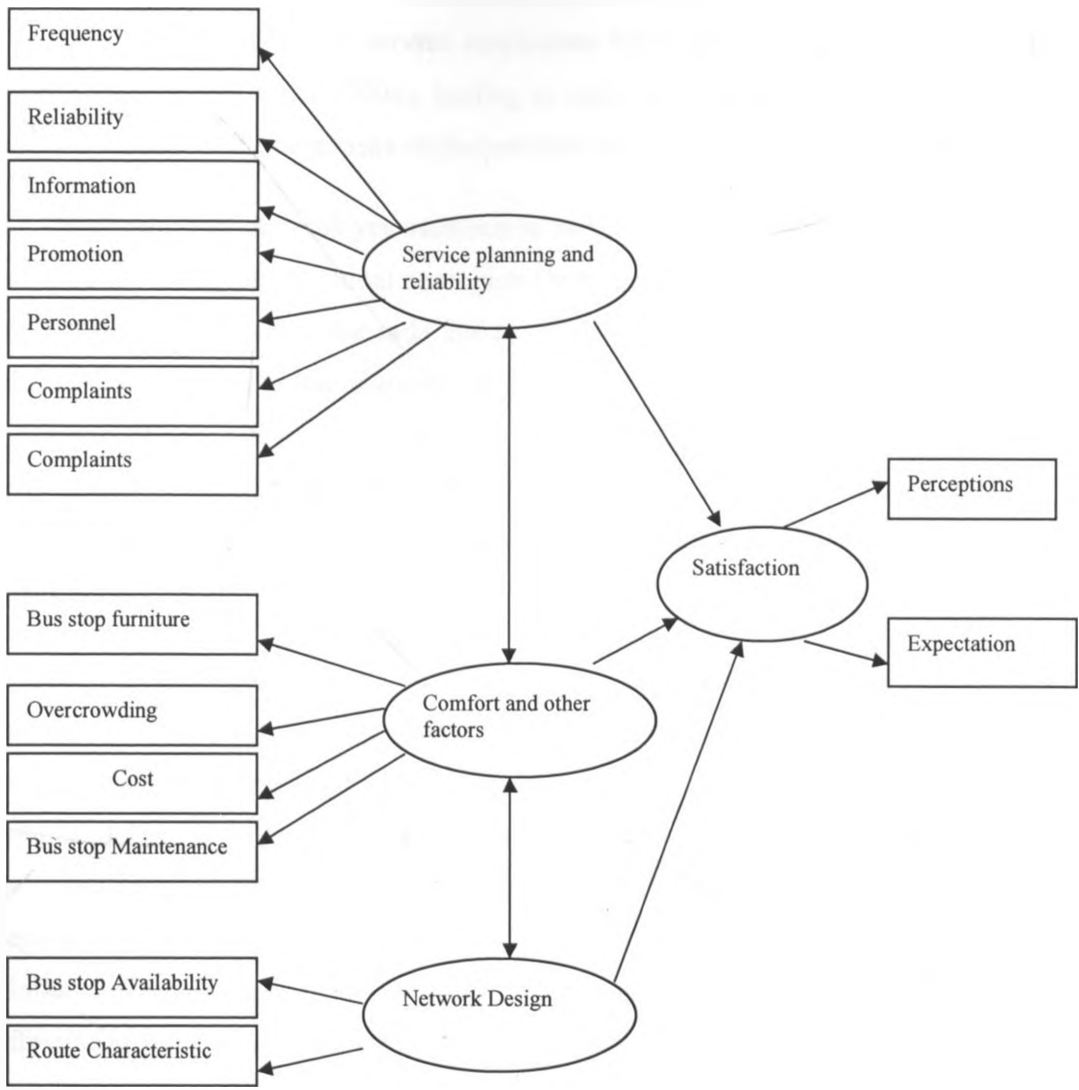 Frequency
Reliability
Information
Promotion
Personnel
Complaints
Complaints
Service planning and
reliability
Perceptions
Satisfaction
Expectation
Bus stop furniture
Overcrowding
Cost
Bus stop Maintenance
Comfort and other
factors
Bus stop Availability
Route Characteristic
Network Design